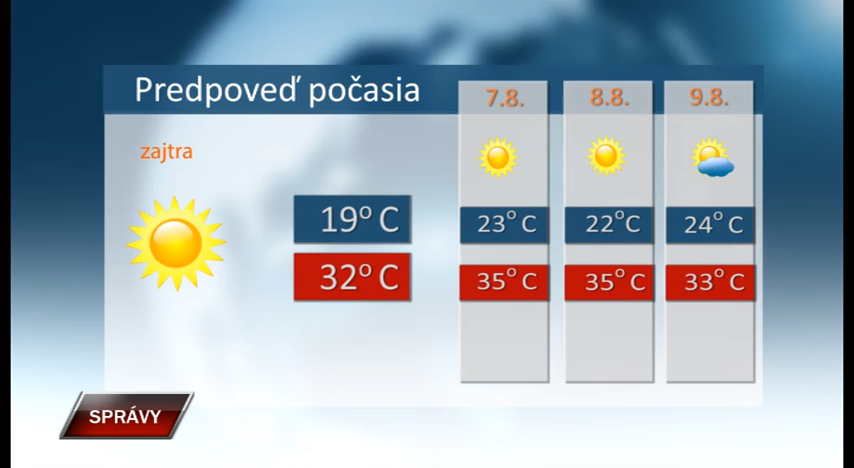 Predpoveď počasia
zajtra
19° C
32° C
7.8.
23° C
35° C
8.8.
22°C
35° C
9.8.
24° C
33° C
SPRÁVY